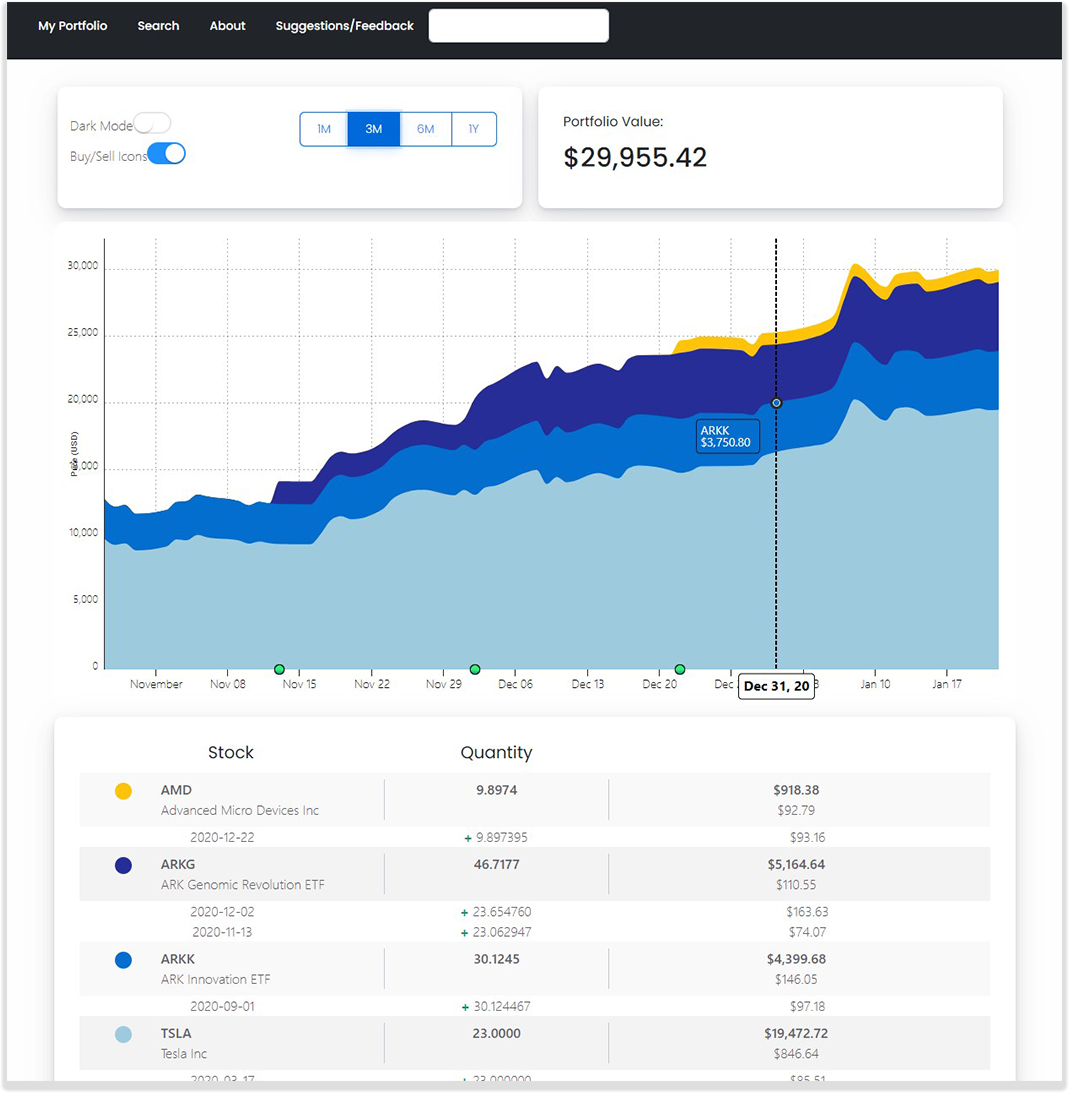 My Portfolio Search About Suggestions/Feedback
Dark Mode
Buy/Sell Icons
1M 3M 6M 1Y
Portfolio Value:
$29,955.42
30,000
25,000
20,000
15,000
10,000
5,000
0
(USD)
ARKK
$3,750.80
November Nov 08 Nov 15 Nov 22 Nov 29 Dec 06 Dec 13 Dec 20 Dec Dec 31, 20 3 Jan 10 Jan 17
Stock Quantity
AMD 9.8974 $918.38
Advanced Micro Devices Inc $92.79
2020-12-22 + 9.897395 $93.16
ARKG 46.7177 $5,164.64
ARK Genomic Revolution ETF $110.55
2020-12-02 + 23.654760 $163.63
2020-11-13 + 23.062947 $74.07
ARKK 30.1245 $4,399.68
ARK Innovation ETF $146.05
2020-09-01 + 30.124467 $97.18
TSLA 23.0000 $19,472.72
Tesla Inc $846.64
2020-03-17 + 23.000000 $85.51